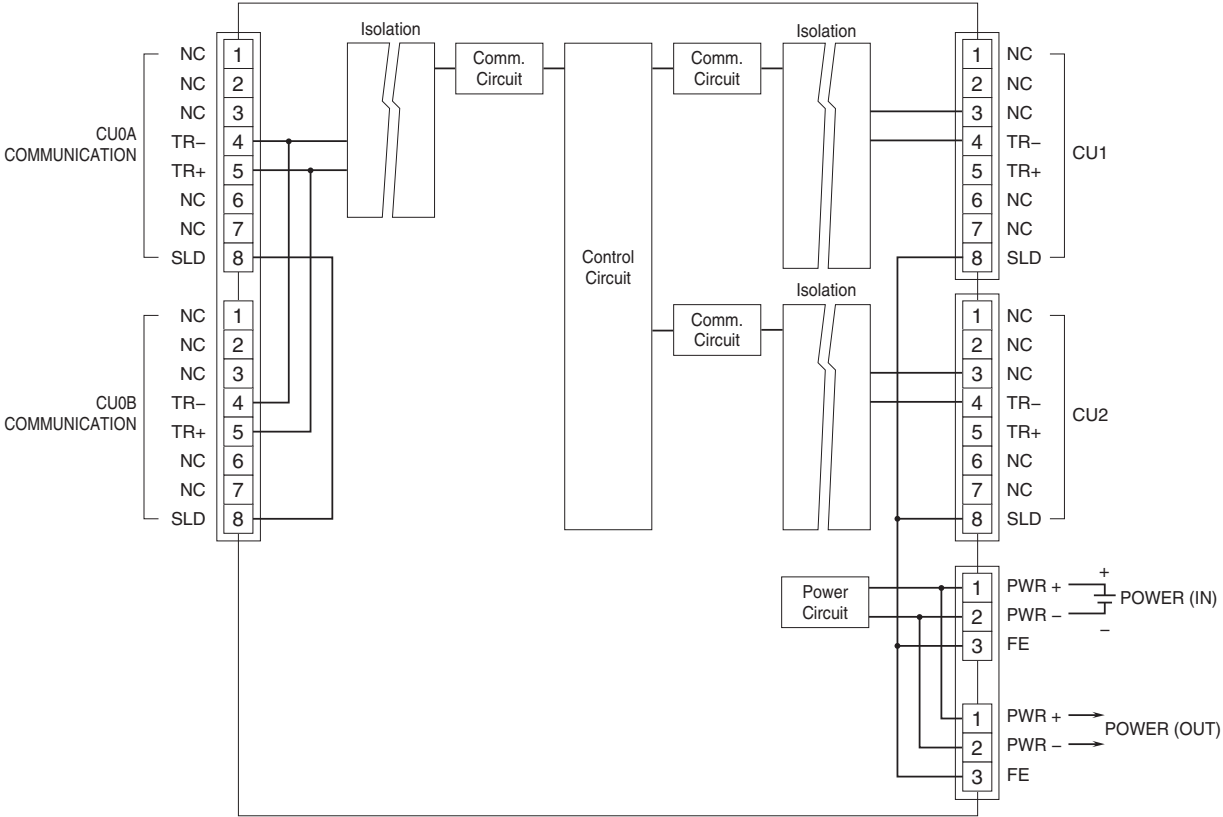 CU0A
COMMUNICATION
NC 1
NC 2
NC 3
TR− 4
TR+ 5
NC 6
NC 7
SLD 8
CU0B
COMMUNICATION
NC 1
NC 2
NC 3
TR− 4
TR+ 5
NC 6
NC 7
SLD 8
Isolation
Comm.
Circuit
Control
Circuit
Comm.
Circuit
Isolation
Comm.
Circuit
Isolation
1 NC
2 NC
3 NC
4 TR−
5 TR+
6 NC
7 NC
8 SLD
CU1
1 NC
2 NC
3 NC
4 TR−
5 TR+
6 NC
7 NC
8 SLD
CU2
Power
Circuit
1 PWR +
2 PWR −
3 FE
+
POWER (IN)
−
1 PWR +
2 PWR −
3 FE
POWER (OUT)